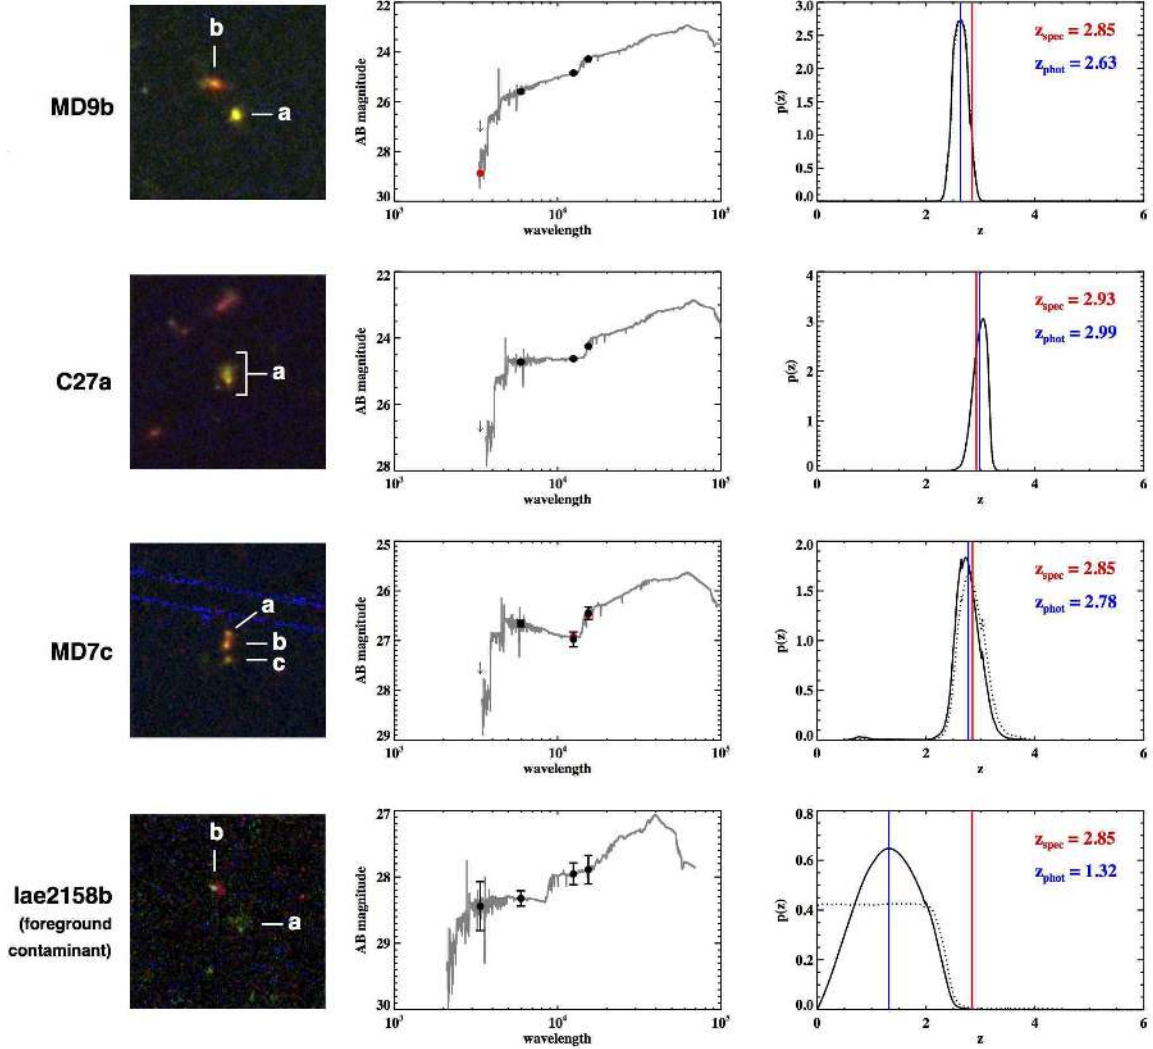 MD9b
b
a
AB magnitude
22
24
26
28
30
10³
10⁴
10⁵
wavelength
p(z)
3.0
2.5
2.0
1.5
1.0
0.5
0.0
0
2
4
6
z
z_spec = 2.85
z_phot = 2.63
C27a
a
AB magnitude
22
24
26
28
10³
10⁴
10⁵
wavelength
p(z)
4
3
2
1
0
0
2
4
6
z_spec = 2.93
z_phot = 2.99
MD7c
a
b
c
AB magnitude
25
26
27
28
29
10³
10⁴
10⁵
wavelength
p(z)
2.0
1.5
1.0
0.5
0.0
0
2
4
6
z
z_spec = 2.85
z_phot = 2.78
lae2158b
(foreground
contaminant)
b
a
AB magnitude
27
28
29
30
10³
10⁴
10⁵
wavelength
p(z)
0.8
0.6
0.4
0.2
0.0
0
2
4
6
z
z_spec = 2.85
z_phot = 1.32